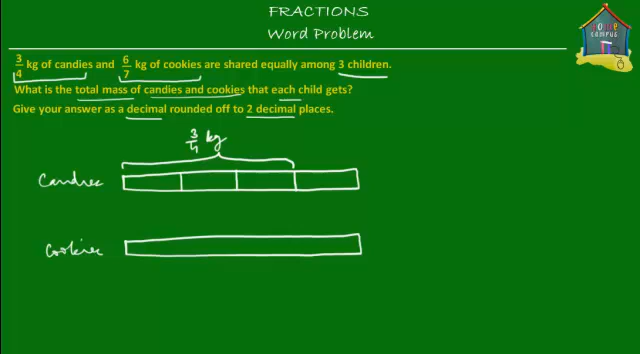 FRACTIONS
Word Problem
home campus
3/4 kg of candies and 6/7 kg of cookies are shared equally among 3 children.
What is the total mass of candies and cookies that each child gets?
Give your answer as a decimal rounded off to 2 decimal places.
3/4 kg
Candies
Cookies